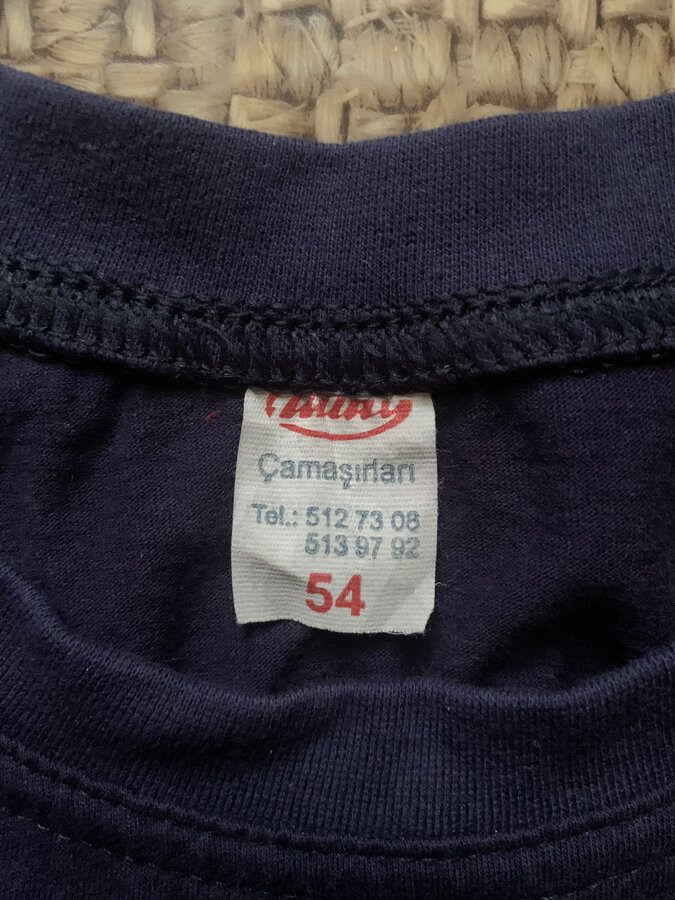 Çamaşırları
Tel.: 512 73 08
513 97 92
54